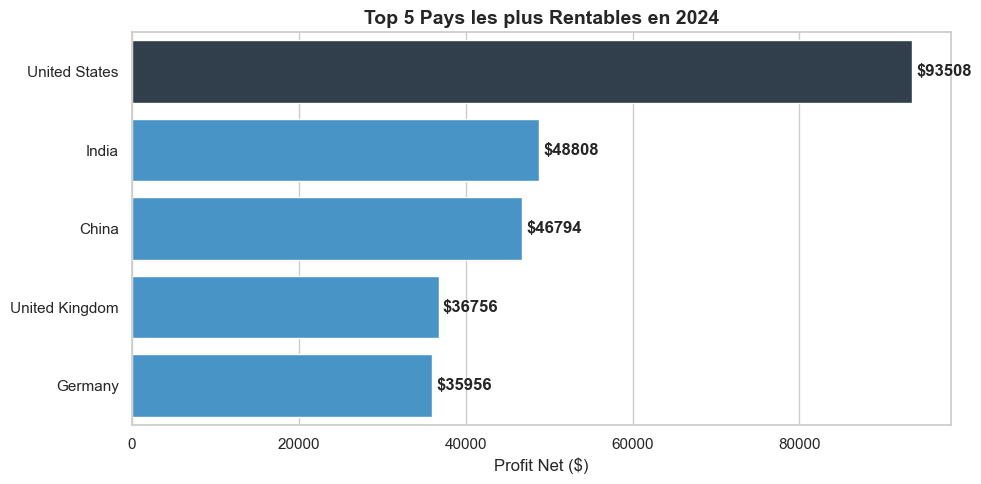 Top 5 Pays les plus Rentables en 2024
United States
$93508
India
$48808
China
$46794
United Kingdom
$36756
Germany
$35956
0 20000 40000 60000 80000
Profit Net ($)